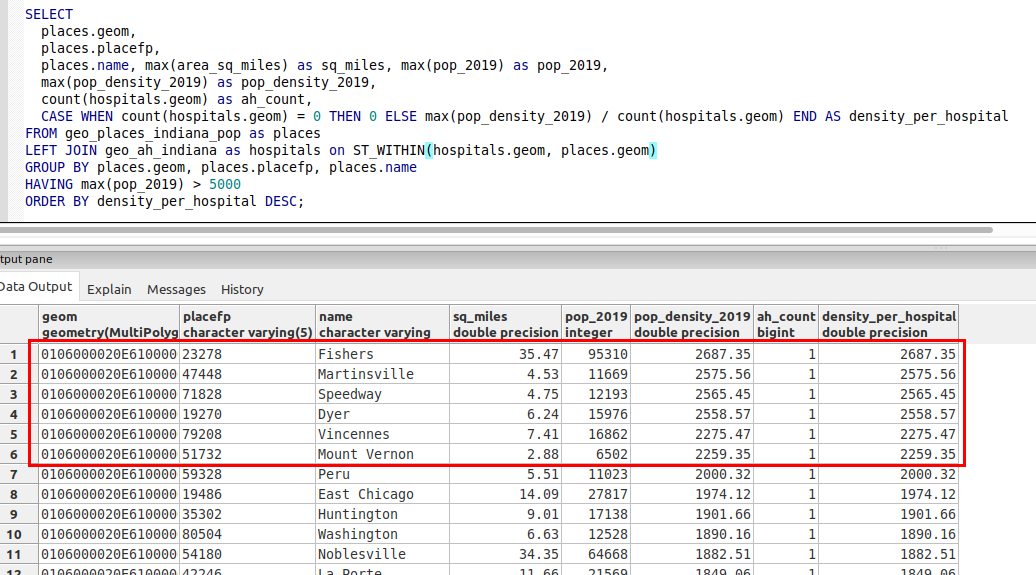 SELECT
places.geom,
places.placefp,
places.name, max(area_sq_miles) as sq_miles, max(pop_2019) as pop_2019,
max(pop_density_2019) as pop_density_2019,
count(hospitals.geom) as ah_count,
CASE WHEN count(hospitals.geom) = 0 THEN 0 ELSE max(pop_density_2019) / count(hospitals.geom) END AS density_per_hospital
FROM geo_places_indiana_pop as places
LEFT JOIN geo_ah_indiana as hospitals on ST_WITHIN(hospitals.geom, places.geom)
GROUP BY places.geom, places.placefp, places.name
HAVING max(pop_2019) > 5000
ORDER BY density_per_hospital DESC;
tput pane
Data Output Explain Messages History
geom placefp name sq_miles pop_2019 pop_density_2019 ah_count density_per_hospital
geometry(MultiPolyg character varying(5) character varying double precision integer double precision bigint double precision
1 0106000020E610000 23278 Fishers 35.47 95310 2687.35 1 2687.35
2 0106000020E610000 47448 Martinsville 4.53 11669 2575.56 1 2575.56
3 0106000020E610000 71828 Speedway 4.75 12193 2565.45 1 2565.45
4 0106000020E610000 19270 Dyer 6.24 15976 2558.57 1 2558.57
5 0106000020E610000 79208 Vincennes 7.41 16862 2275.47 1 2275.47
6 0106000020E610000 51732 Mount Vernon 2.88 6502 2259.35 1 2259.35
7 0106000020E610000 59328 Peru 5.51 11023 2000.32 1 2000.32
8 0106000020E610000 19486 East Chicago 14.09 27817 1974.12 1 1974.12
9 0106000020E610000 35302 Huntington 9.01 17138 1901.66 1 1901.66
10 0106000020E610000 80504 Washington 6.63 12528 1890.16 1 1890.16
11 0106000020E610000 54180 Noblesville 34.35 64668 1882.51 1 1882.51
12 0106000020E610000 42246 La Porte 11.66 21569 1849.06 1 1849.06